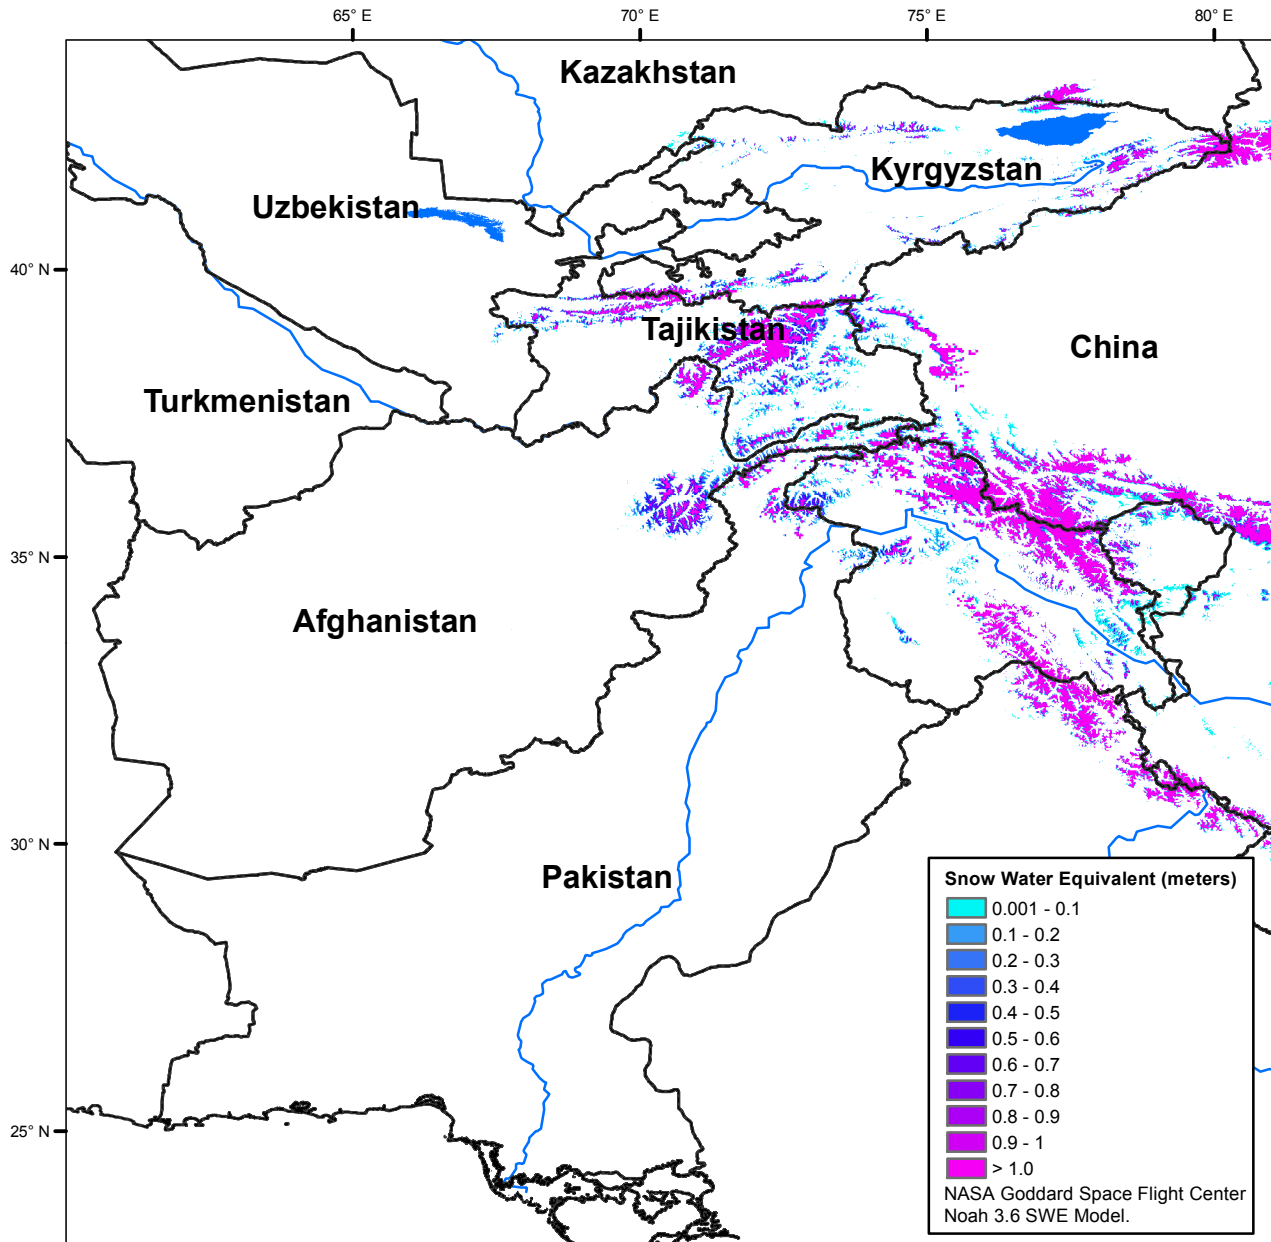 65° E
70° E
75° E
80° E
Kazakhstan
Kyrgyzstan
Uzbekistan
40° N
Tajikistan
China
Turkmenistan
35° N
Afghanistan
30° N
Pakistan
25° N
Snow Water Equivalent (meters)
0.001 - 0.1
0.1 - 0.2
0.2 - 0.3
0.3 - 0.4
0.4 - 0.5
0.5 - 0.6
0.6 - 0.7
0.7 - 0.8
0.8 - 0.9
0.9 - 1
> 1.0
NASA Goddard Space Flight Center
Noah 3.6 SWE Model.